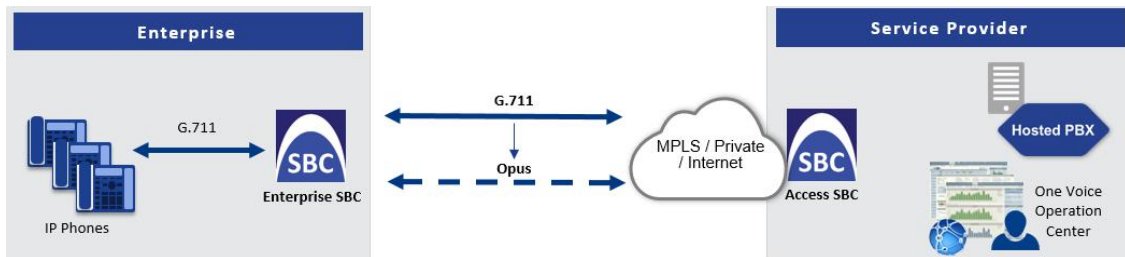 Enterprise
Service Provider
G.711
G.711
Opus
SBC
Enterprise SBC
IP Phones
MPLS / Private
/ Internet
SBC
Access SBC
Hosted PBX
One Voice
Operation
Center